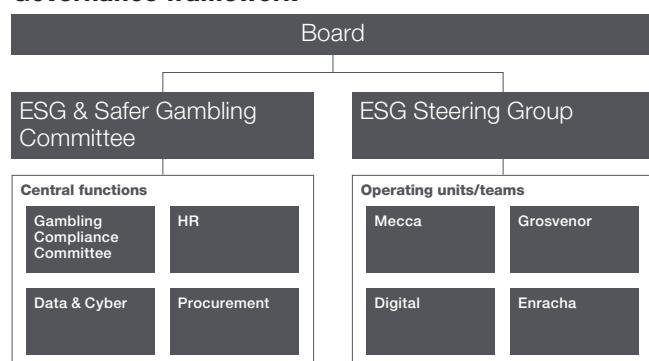 Board
ESG & Safer Gambling
Committee
ESG Steering Group
Central functions
Gambling
Compliance
Committee
HR
Data & Cyber
Procurement
Operating units/teams
Mecca
Grosvenor
Digital
Enracha